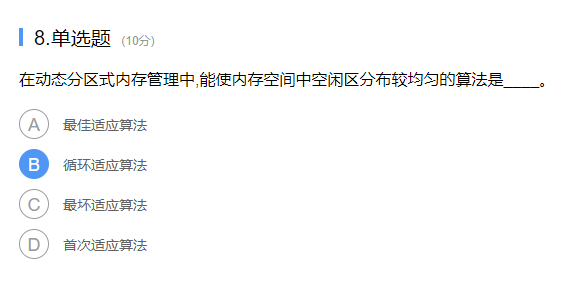 8.单选题 (10分)
在动态分区式内存管理中,能使内存空间中空闲区分布较均匀的算法是____。
A 最佳适应算法
B 循环适应算法
C 最坏适应算法
D 首次适应算法